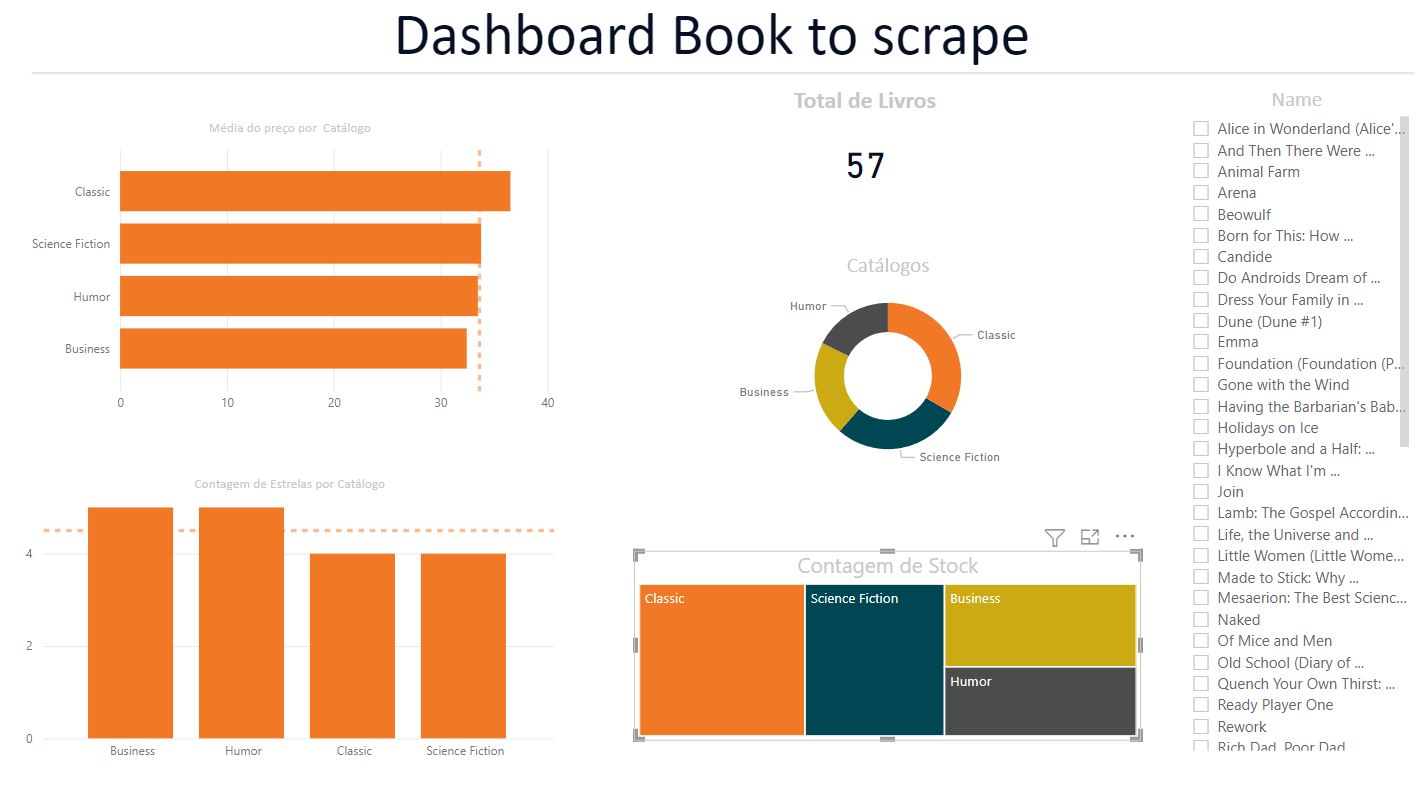 Dashboard Book to scrape
Média do preço por Catálogo
Classic
Science Fiction
Humor
Business
0 10 20 30 40
Contagem de Estrelas por Catálogo
4
2
0
Business Humor Classic Science Fiction
Total de Livros
57
Catálogos
Humor
Classic
Business
Science Fiction
Contagem de Stock
Classic
Science Fiction
Business
Humor
Name
Alice in Wonderland (Alice'...
And Then There Were ...
Animal Farm
Arena
Beowulf
Born for This: How ...
Candide
Do Androids Dream of ...
Dress Your Family in ...
Dune (Dune #1)
Emma
Foundation (Foundation (P...
Gone with the Wind
Having the Barbarian's Bab...
Holidays on Ice
Hyperbole and a Half: ...
I Know What I'm ...
Join
Lamb: The Gospel Accordin...
Life, the Universe and ...
Little Women (Little Wome...
Made to Stick: Why ...
Mesaerion: The Best Scienc...
Naked
Of Mice and Men
Old School (Diary of ...
Quench Your Own Thirst: ...
Ready Player One
Rework
Rich Dad, Poor Dad